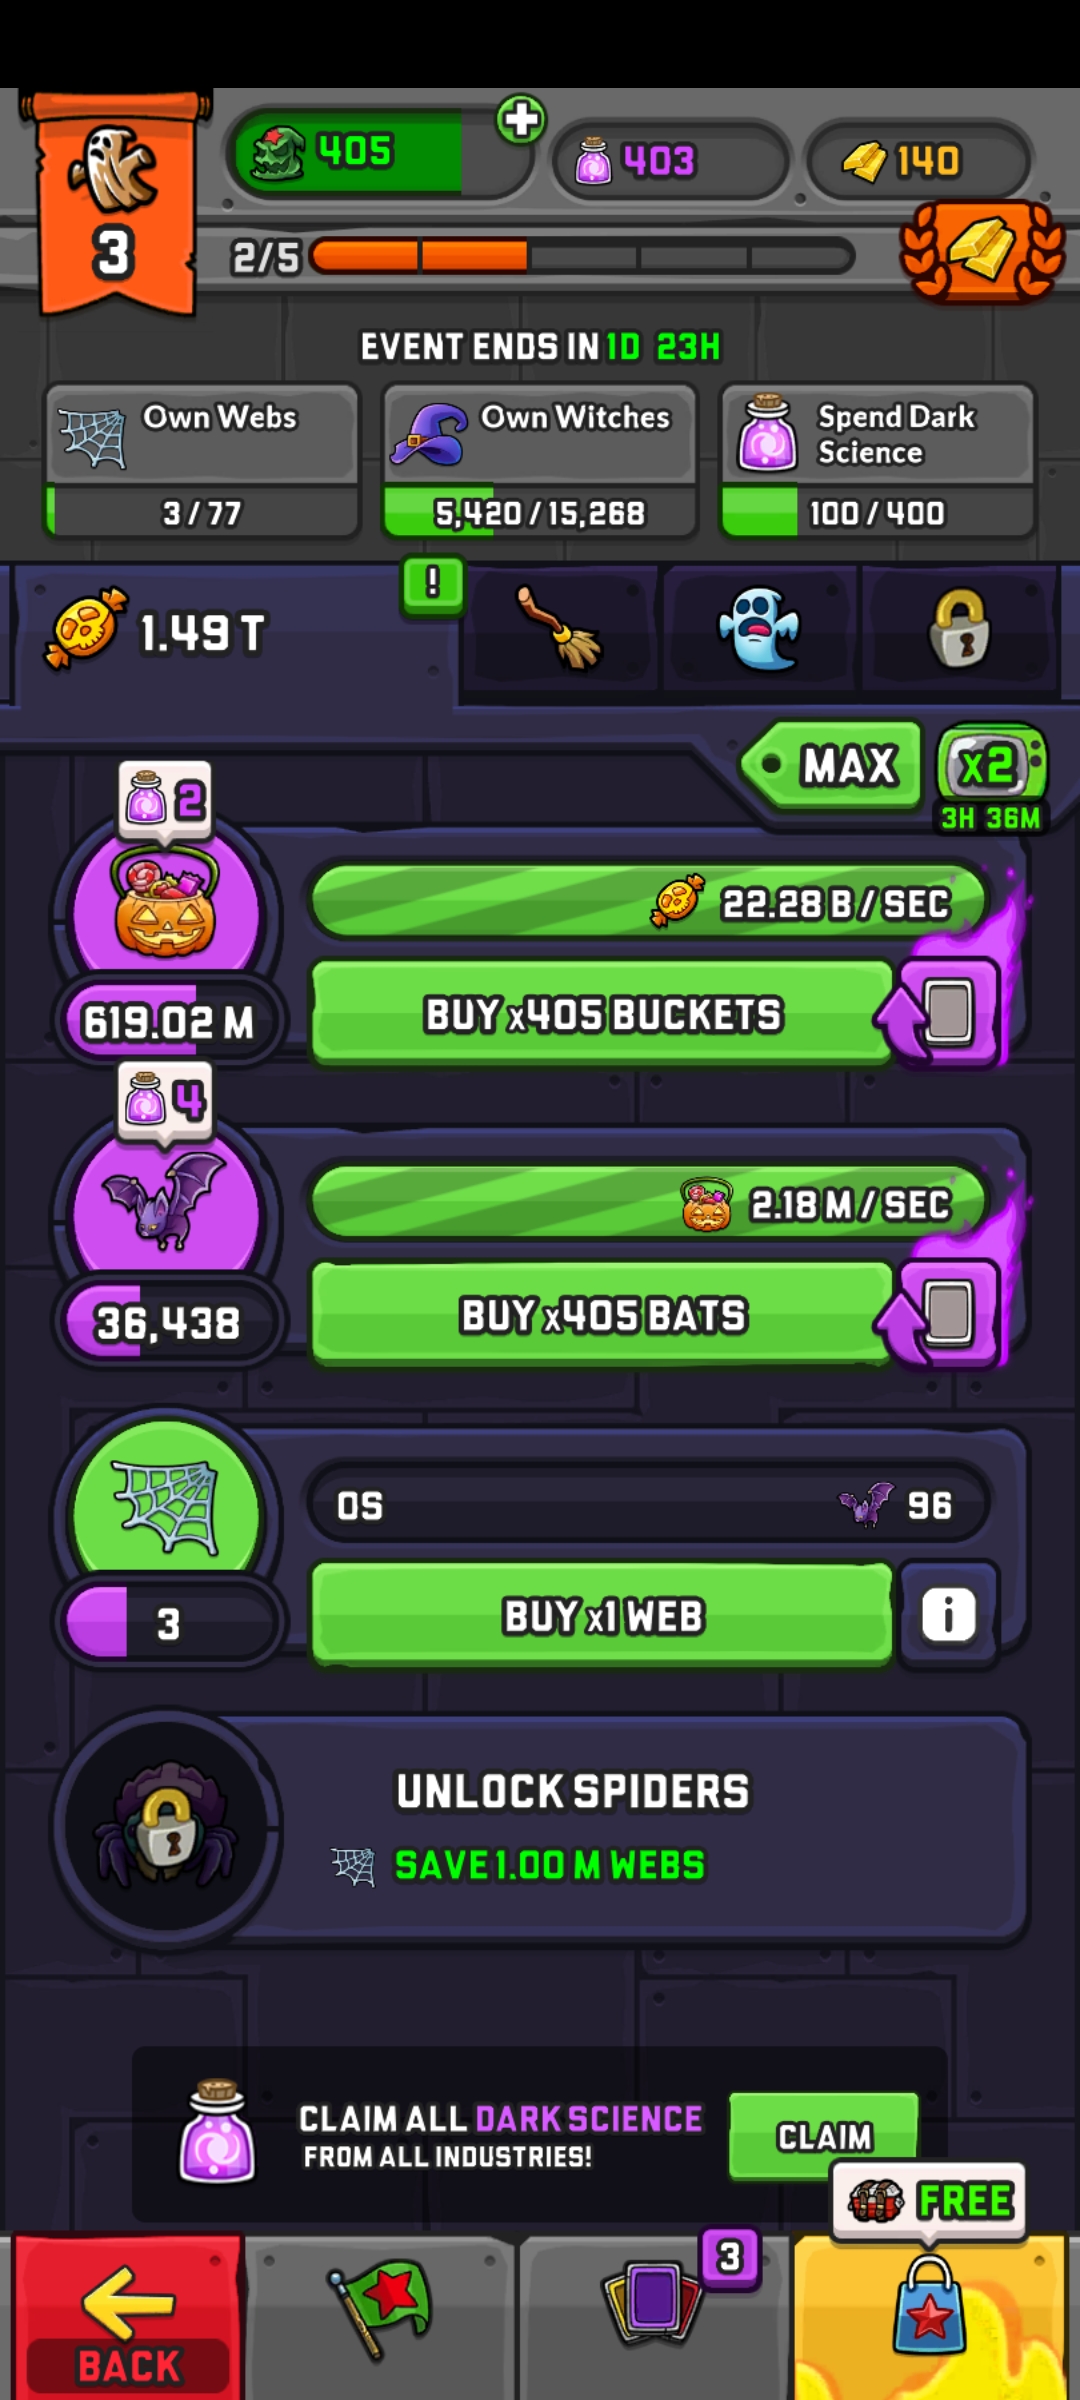 405
403
140
3
2/5
EVENT ENDS IN 1D 23H
Own Webs
3/77
Own Witches
5,420/15,268
Spend Dark
Science
100/400
1.49 T
!
MAX
x2
3H 36M
2
22.28 B/SEC
619.02 M
BUY x405 BUCKETS
4
2.18 M/SEC
36,438
BUY x405 BATS
0S
96
3
BUY x1 WEB
i
UNLOCK SPIDERS
SAVE 1.00 M WEBS
CLAIM ALL DARK SCIENCE
FROM ALL INDUSTRIES!
CLAIM
FREE
3
BACK